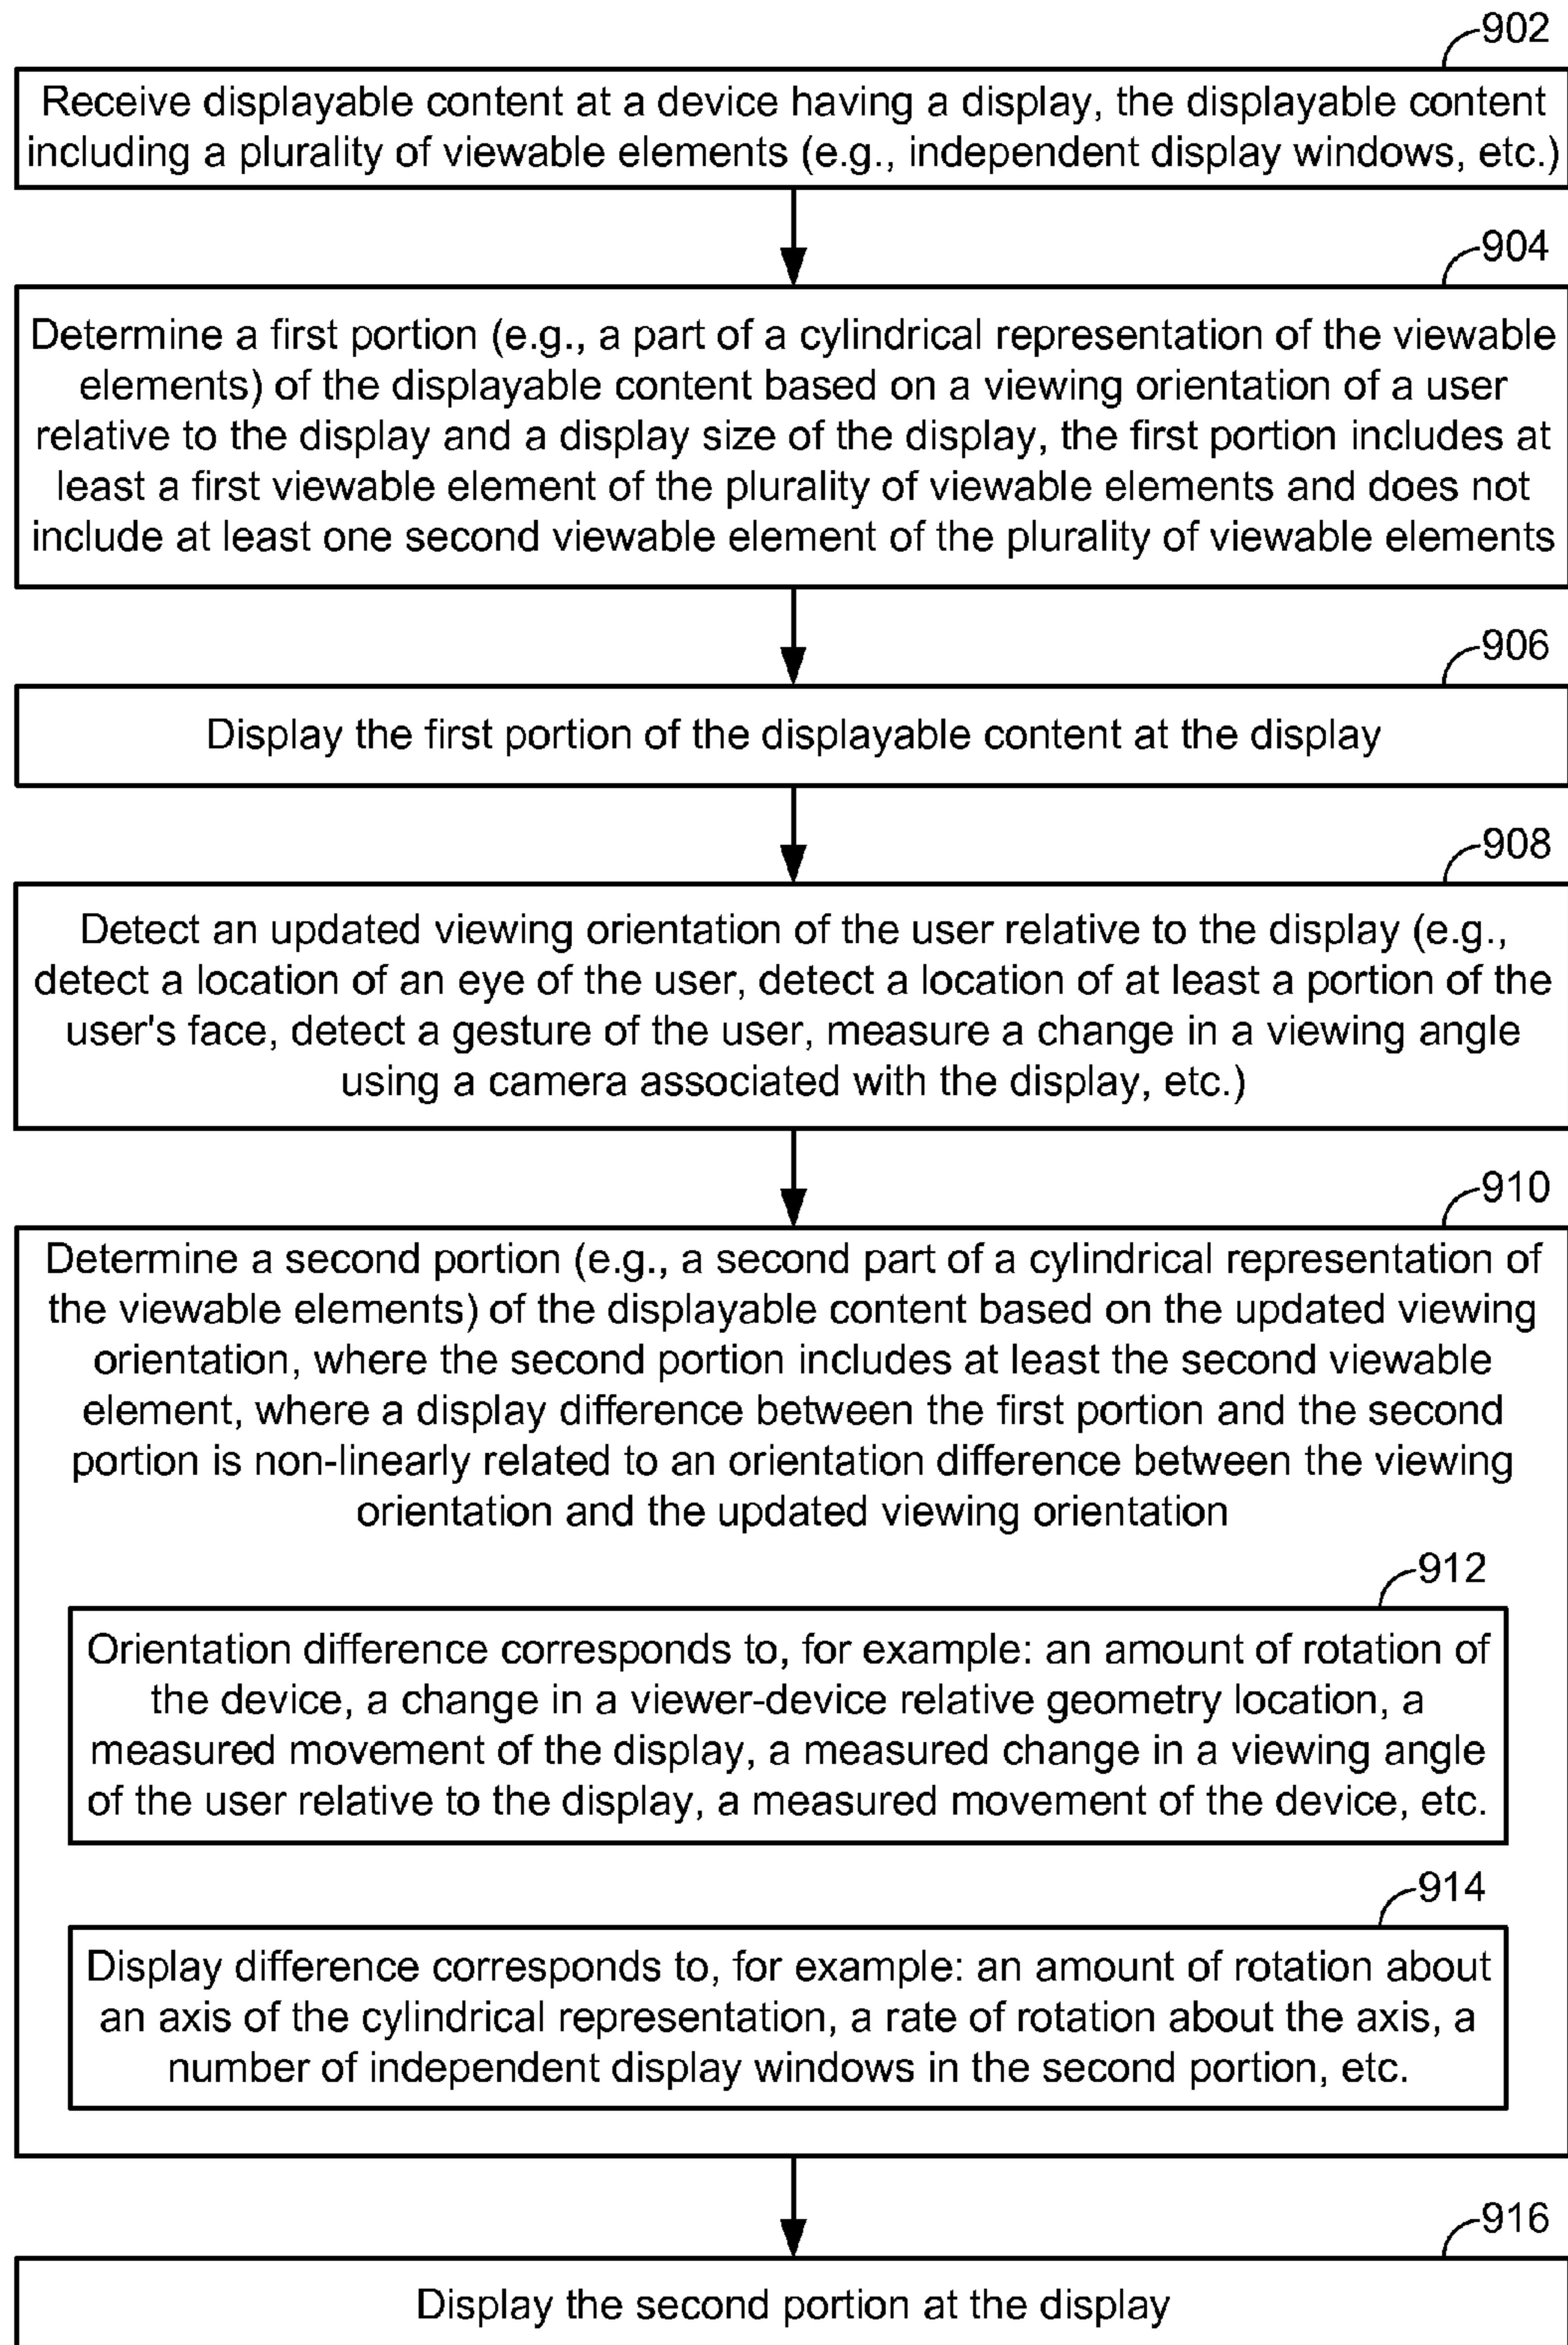 902
Receive displayable content at a device having a display, the displayable content
including a plurality of viewable elements (e.g., independent display windows, etc.)
904
Determine a first portion (e.g., a part of a cylindrical representation of the viewable
elements) of the displayable content based on a viewing orientation of a user
relative to the display and a display size of the display, the first portion includes at
least a first viewable element of the plurality of viewable elements and does not
include at least one second viewable element of the plurality of viewable elements
906
Display the first portion of the displayable content at the display
908
Detect an updated viewing orientation of the user relative to the display (e.g.,
detect a location of an eye of the user, detect a location of at least a portion of the
user's face, detect a gesture of the user, measure a change in a viewing angle
using a camera associated with the display, etc.)
910
Determine a second portion (e.g., a second part of a cylindrical representation of
the viewable elements) of the displayable content based on the updated viewing
orientation, where the second portion includes at least the second viewable
element, where a display difference between the first portion and the second
portion is non-linearly related to an orientation difference between the viewing
orientation and the updated viewing orientation
912
Orientation difference corresponds to, for example: an amount of rotation of
the device, a change in a viewer-device relative geometry location, a
measured movement of the display, a measured change in a viewing angle
of the user relative to the display, a measured movement of the device, etc.
914
Display difference corresponds to, for example: an amount of rotation about
an axis of the cylindrical representation, a rate of rotation about the axis, a
number of independent display windows in the second portion, etc.
916
Display the second portion at the display